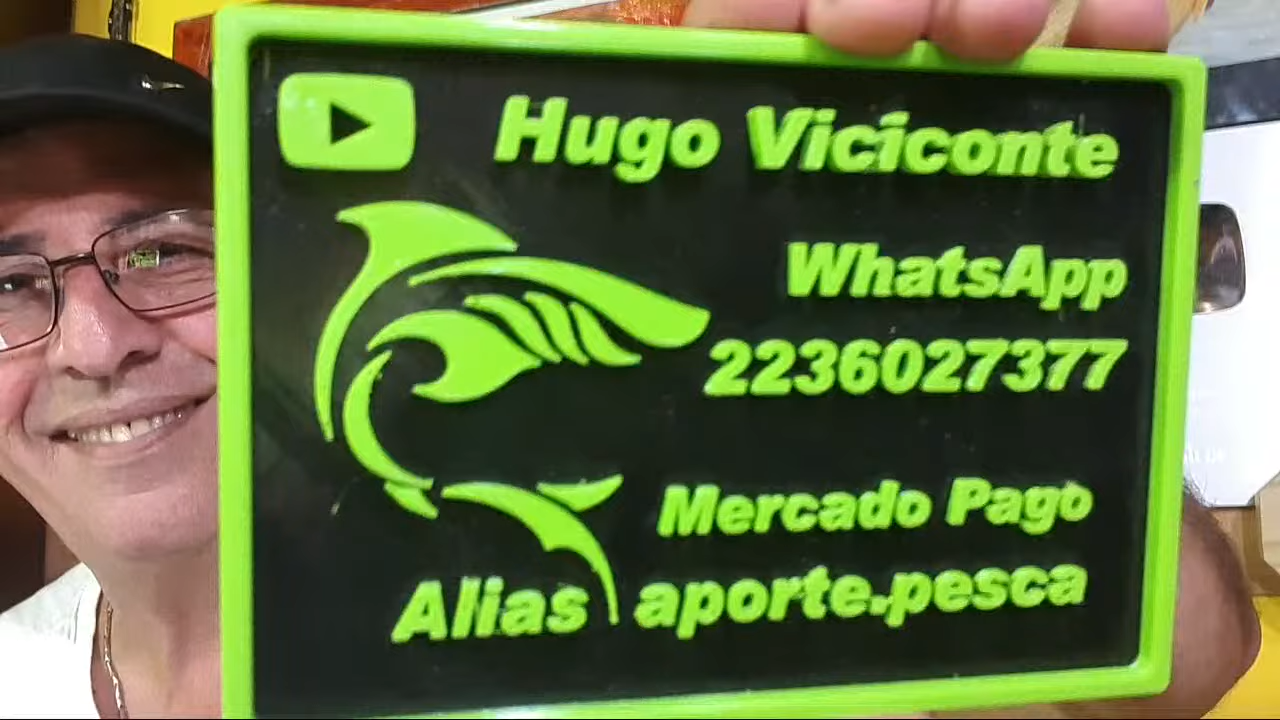 Hugo Viciconte
WhatsApp
2236027377
Mercado Pago
Alias aporte.pesca